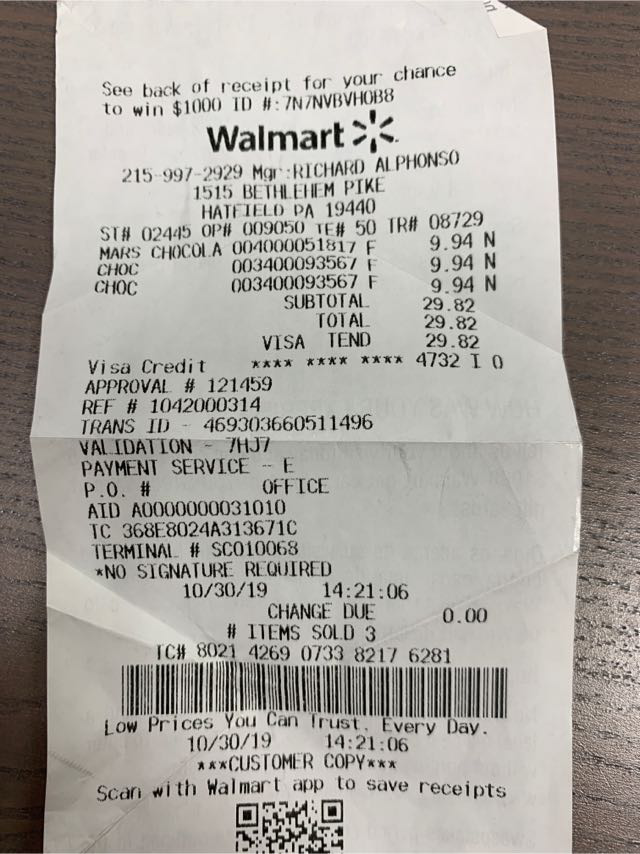 See back of receipt for your chance
to win $1000 ID #:7N7NVBVHOB8
Walmart
215-997-2929 Mgr:RICHARD ALPHONSO
1515 BETHLEHEM PIKE
HATFIELD PA 19440
ST# 02445 OP# 009050 TE# 50 TR# 08729
MARS CHOCOLA 004000051817 F 9.94 N
CHOC 003400093567 F 9.94 N
CHOC 003400093567 F 9.94 N
SUBTOTAL 29.82
TOTAL 29.82
VISA TEND 29.82
Visa Credit **** **** **** 4732 I 0
APPROVAL # 121459
REF # 1042000314
TRANS ID - 469303660511496
VALIDATION - 7HJ7
PAYMENT SERVICE - E
P.O. # OFFICE
AID A0000000031010
TC 368E8024A313671C
TERMINAL # SC010068
*NO SIGNATURE REQUIRED
10/30/19 14:21:06
CHANGE DUE 0.00
# ITEMS SOLD 3
TC# 8021 4269 0733 8217 6281
Low Prices You Can Trust. Every Day.
10/30/19 14:21:06
***CUSTOMER COPY***
Scan with Walmart app to save receipts